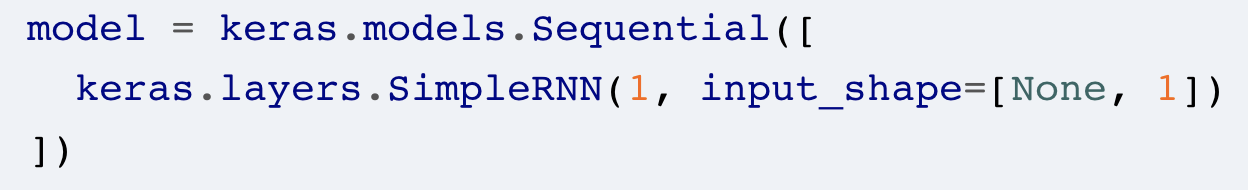 model = keras.models.Sequential([
  keras.layers.SimpleRNN(1, input_shape=[None, 1])
])